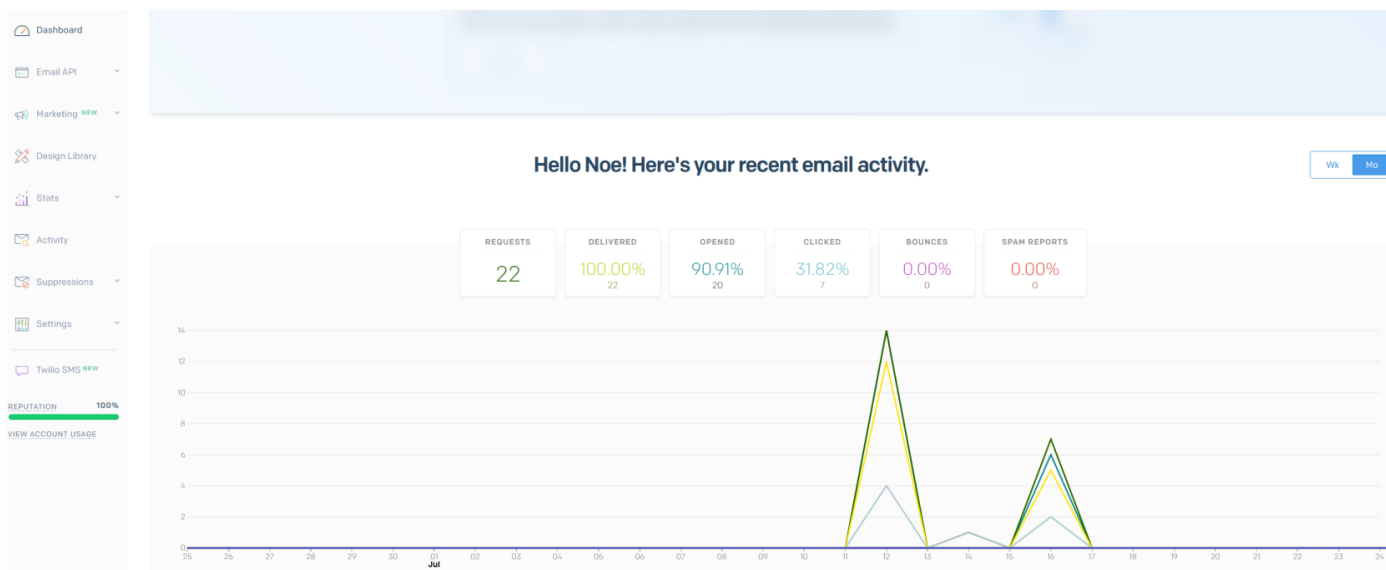 Dashboard
Email API
Marketing NEW
Design Library
Stats
Activity
Suppressions
Settings
Twilio SMS NEW
REPUTATION 100%
VIEW ACCOUNT USAGE
Hello Noe! Here's your recent email activity.
Wk Mo
REQUESTS
22
DELIVERED
100.00%
22
OPENED
90.91%
20
CLICKED
31.82%
7
BOUNCES
0.00%
0
SPAM REPORTS
0.00%
0
14
12
10
8
6
4
2
0
25 26 27 28 29 30 01 02 03 04 05 06 07 08 09 10 11 12 13 14 15 16 17 18 19 20 21 22 23 24
Jul